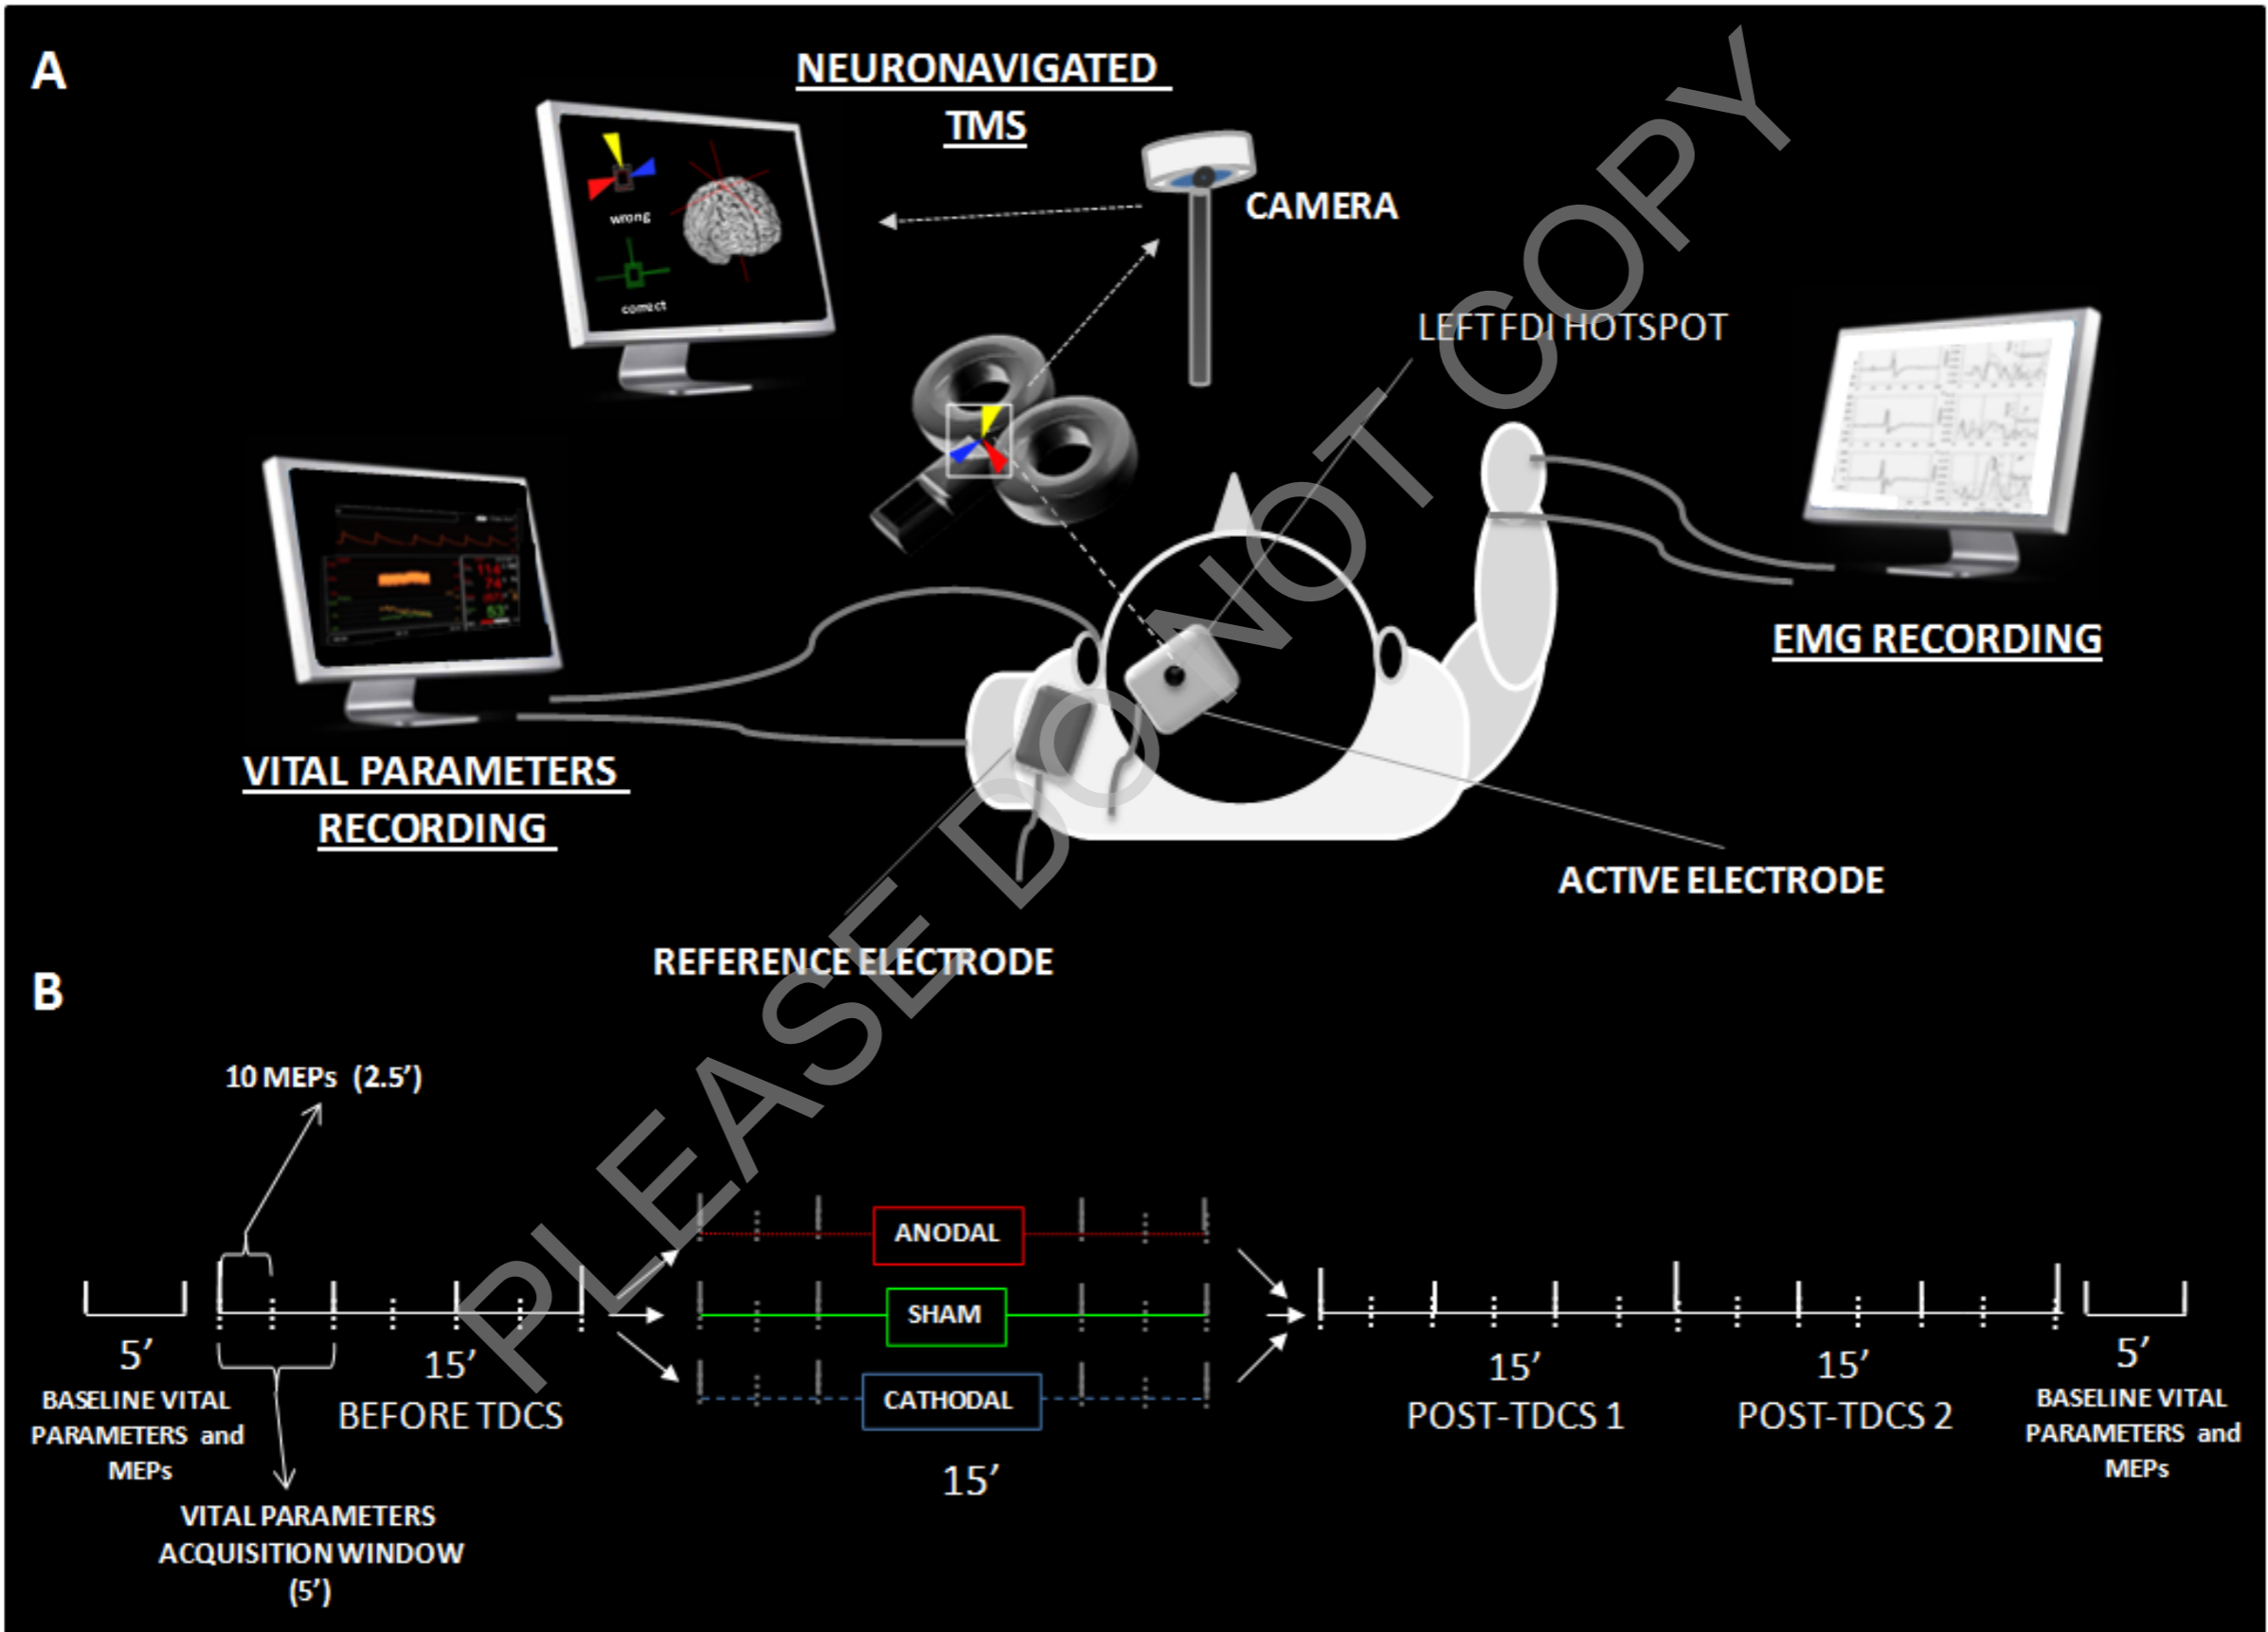 A
NEURONAVIGATED
TMS
CAMERA
wrong
correct
LEFT FDI HOTSPOT
114
74
53
EMG RECORDING
VITAL PARAMETERS
RECORDING
ACTIVE ELECTRODE
REFERENCE ELECTRODE
B
10 MEPs (2.5’)
ANODAL
SHAM
CATHODAL
15’
5’
BASELINE VITAL
PARAMETERS and
MEPs
15’
BEFORE TDCS
VITAL PARAMETERS
ACQUISITION WINDOW
(5’)
15’
POST-TDCS 1
15’
POST-TDCS 2
5’
BASELINE VITAL
PARAMETERS and
MEPs
PLEASE DO NOT COPY